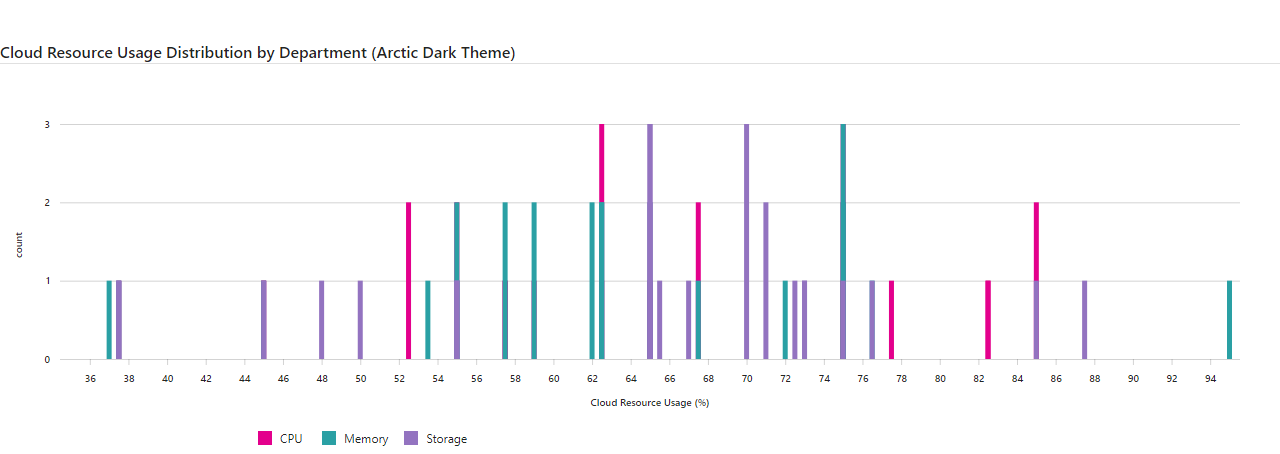 Cloud Resource Usage Distribution by Department (Arctic Dark Theme)
3
2
1
0
count
36 38 40 42 44 46 48 50 52 54 56 58 60 62 64 66 68 70 72 74 76 78 80 82 84 86 88 90 92 94
Cloud Resource Usage (%)
CPU Memory Storage